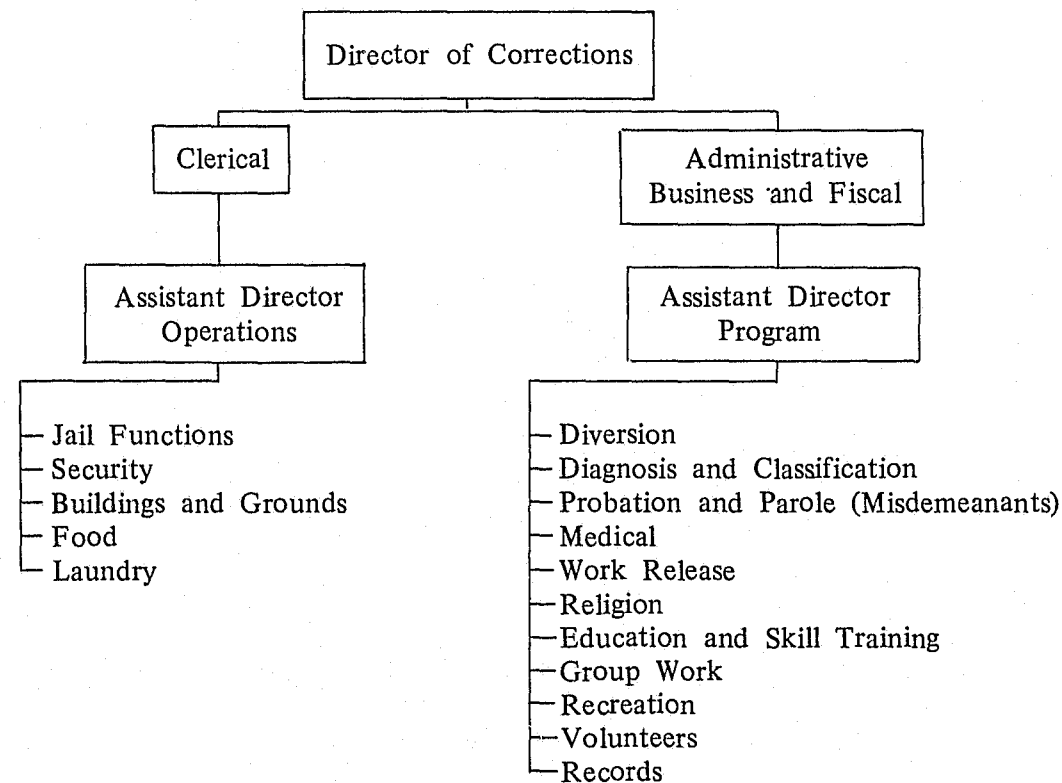 Director of Corrections
Clerical
Administrative
Business and Fiscal
Assistant Director
Operations
Assistant Director
Program
Jail Functions
Security
Buildings and Grounds
Food
Laundry
Diversion
Diagnosis and Classification
Probation and Parole (Misdemeanants)
Medical
Work Release
Religion
Education and Skill Training
Group Work
Recreation
Volunteers
Records